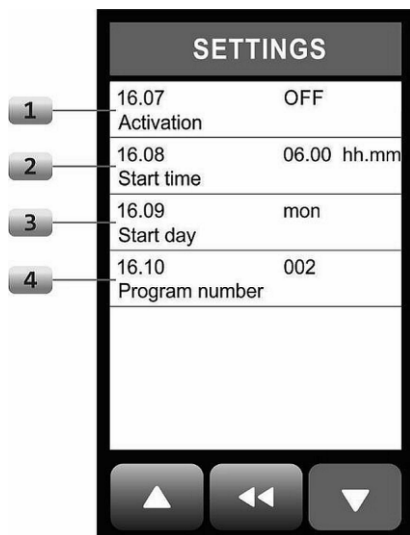 SETTINGS
1
16.07 OFF
Activation
2
16.08 06.00 hh.mm
Start time
3
16.09 mon
Start day
4
16.10 002
Program number